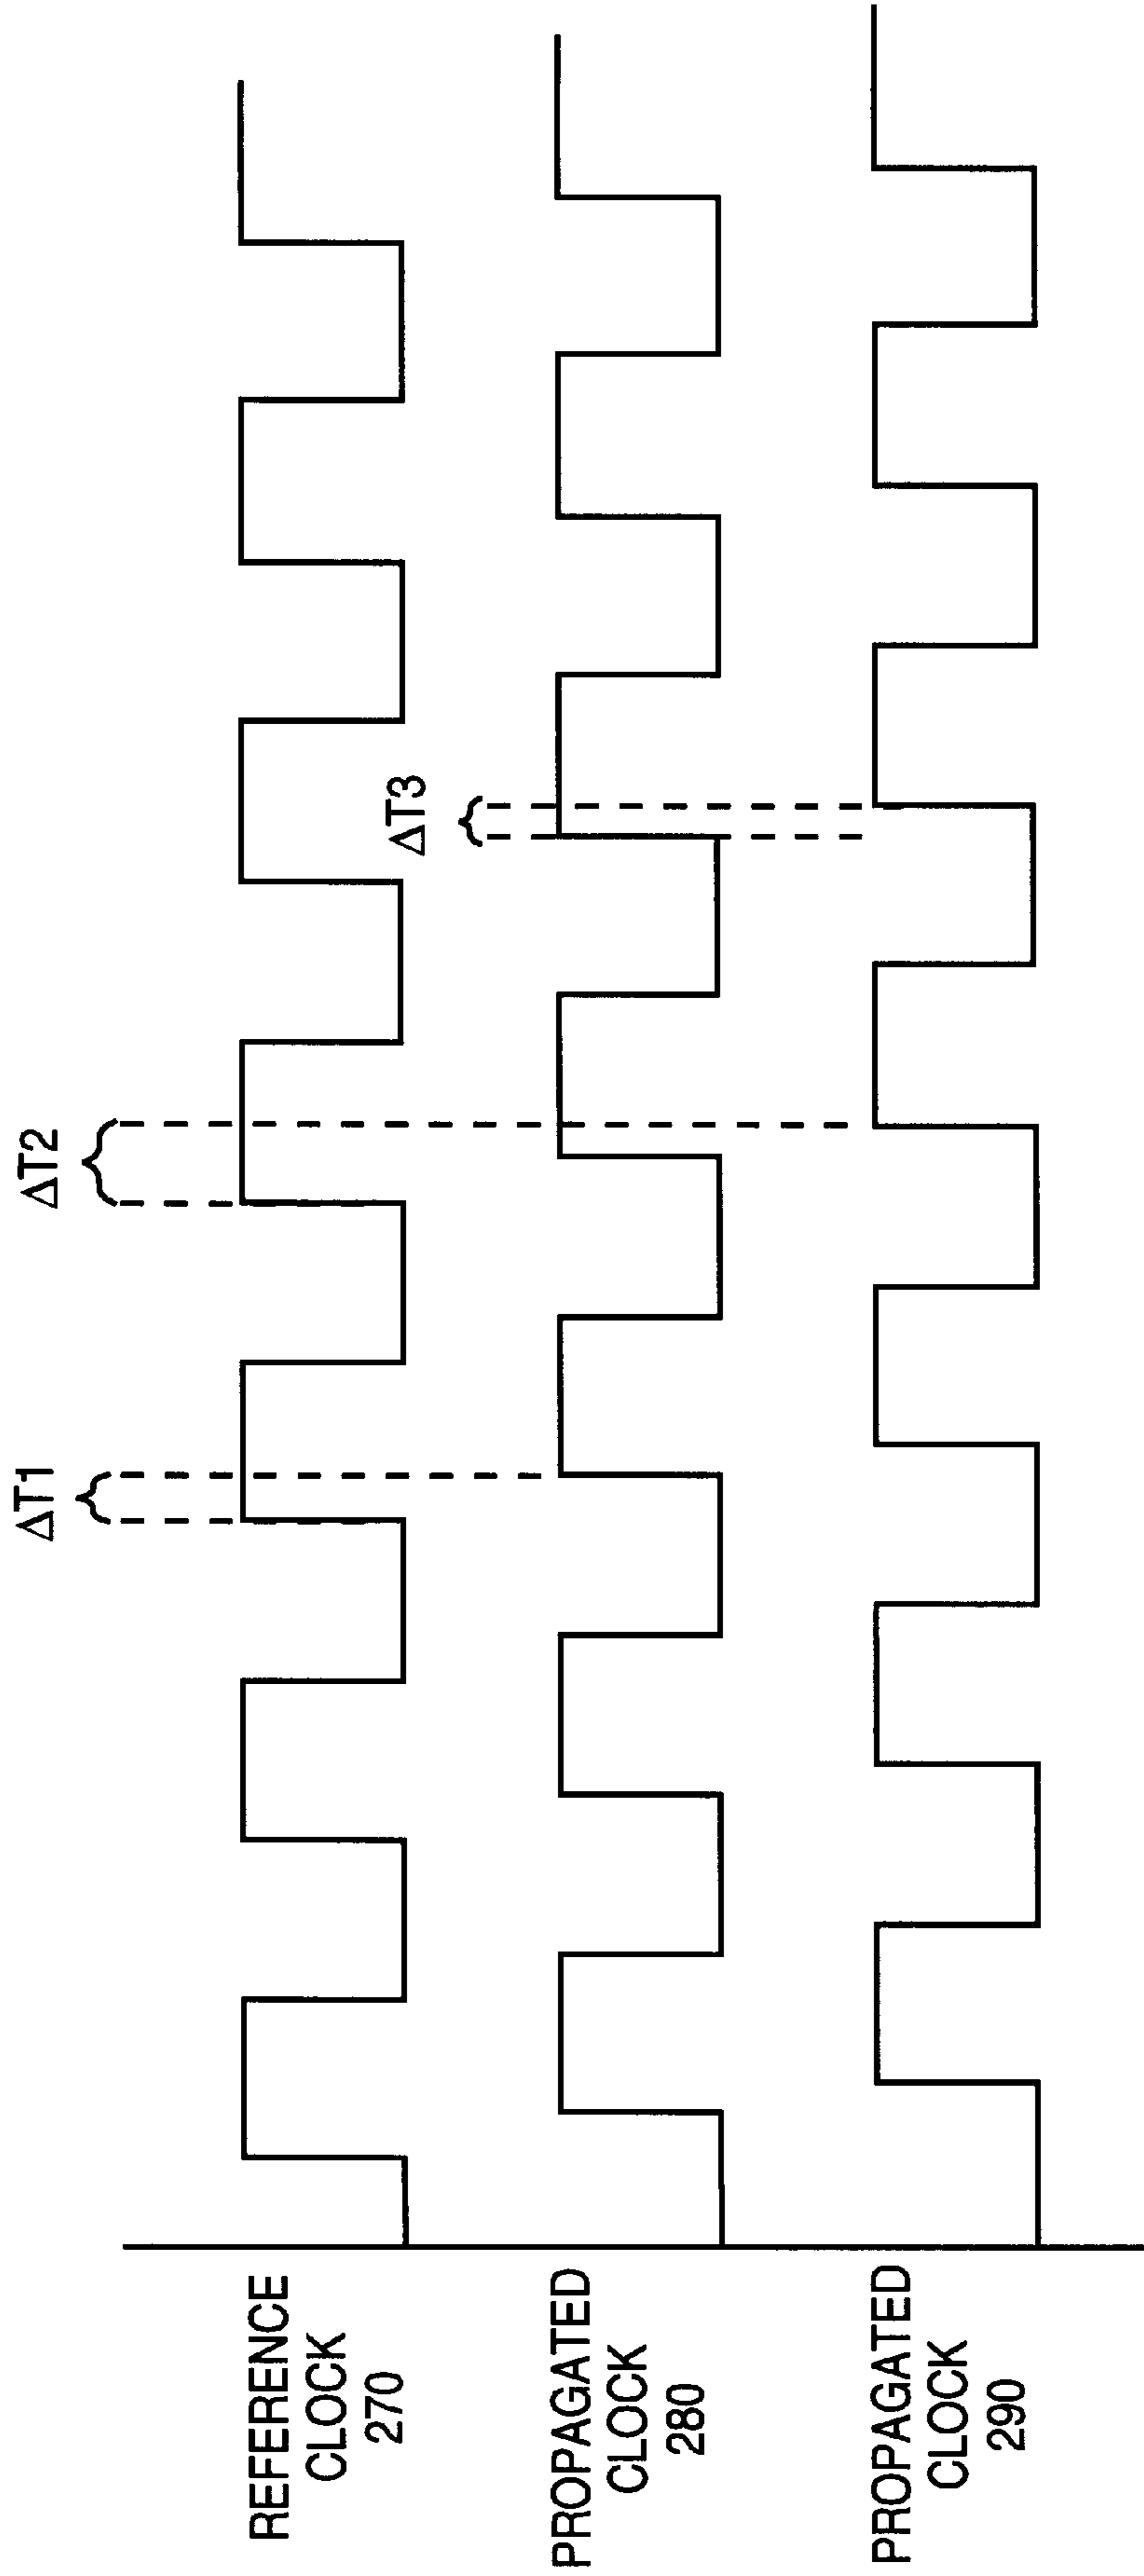 ΔT1
ΔT2
ΔT3
REFERENCE
CLOCK
270
PROPAGATED
CLOCK
280
PROPAGATED
CLOCK
290